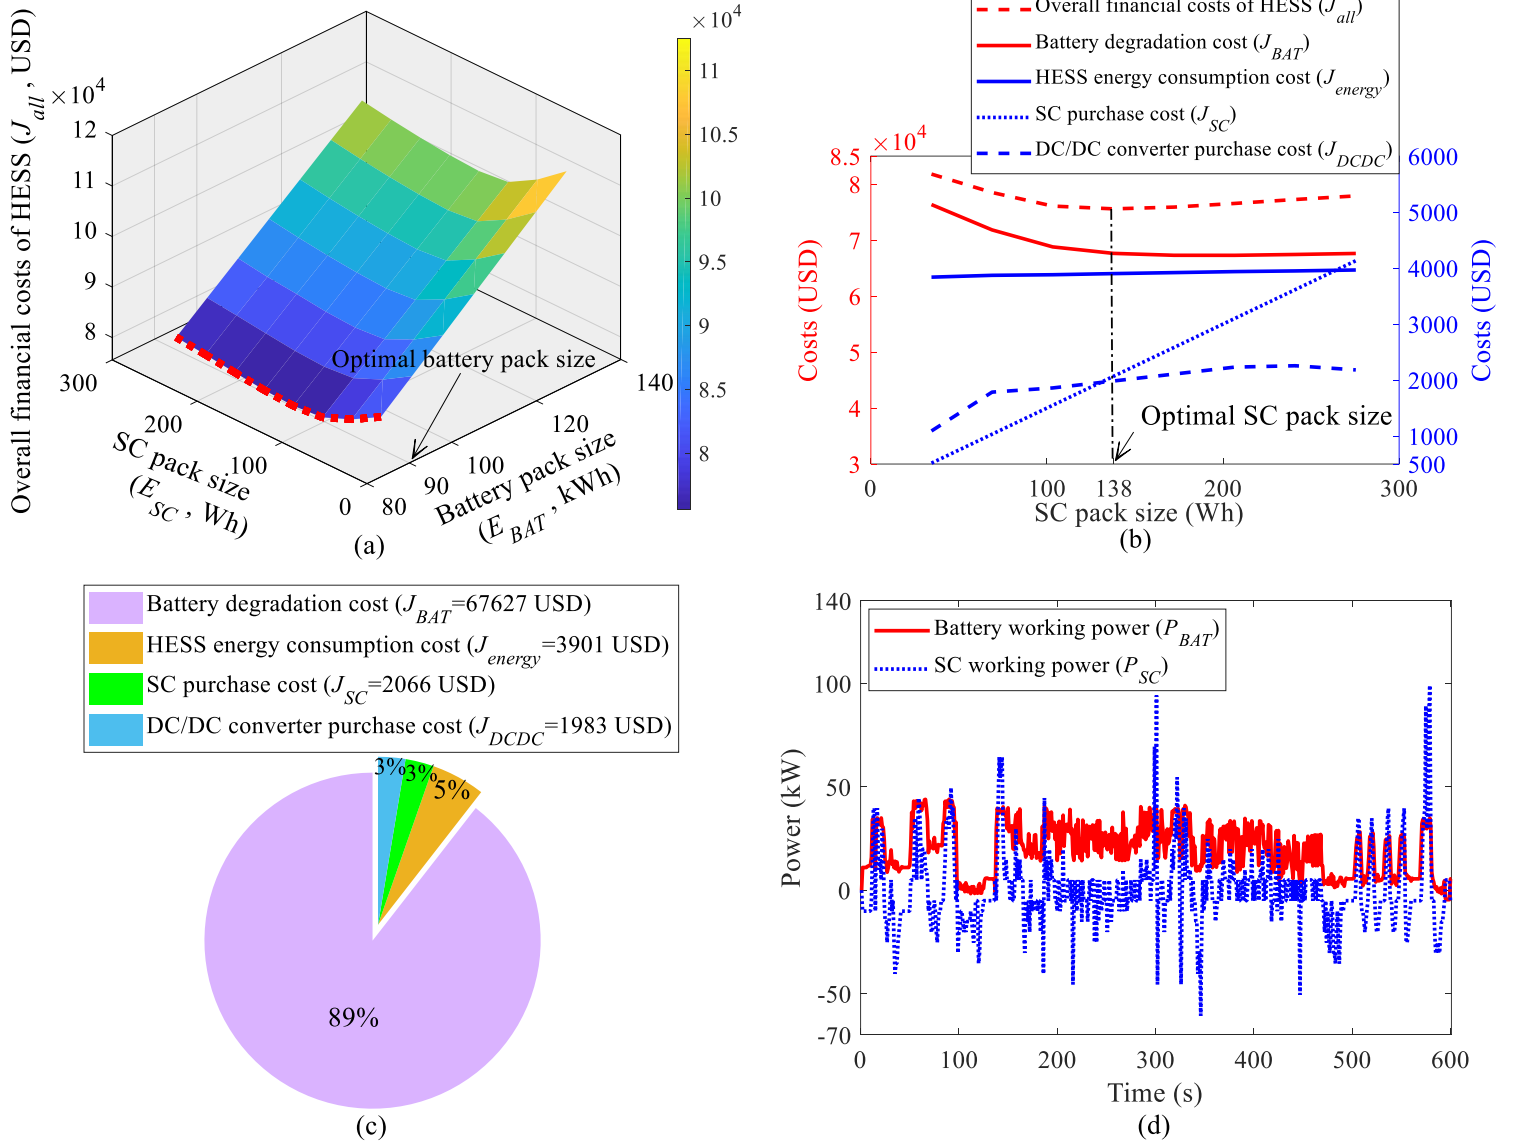 Overall financial costs of HESS (J_all, USD)
×10^4
12
11
10
9
8
300
200
100
0
SC pack size
(E_SC, Wh)
80
90
100
120
140
Battery pack size
(E_BAT, kWh)
Optimal battery pack size
×10^4
11
10.5
10
9.5
9
8.5
8
(a)
Overall financial costs of HESS (J_all)
Battery degradation cost (J_BAT)
HESS energy consumption cost (J_energy)
SC purchase cost (J_SC)
DC/DC converter purchase cost (J_DCDC)
×10^4
8.5
8
7
6
5
4
3
Costs (USD)
6000
5000
4000
3000
2000
1000
500
Costs (USD)
Optimal SC pack size
0
100
138
200
300
SC pack size (Wh)
(b)
Battery degradation cost (J_BAT=67627 USD)
HESS energy consumption cost (J_energy=3901 USD)
SC purchase cost (J_SC=2066 USD)
DC/DC converter purchase cost (J_DCDC=1983 USD)
3%
3%
5%
89%
(c)
Battery working power (P_BAT)
SC working power (P_SC)
140
100
50
0
-50
-70
Power (kW)
0
100
200
300
400
500
600
Time (s)
(d)